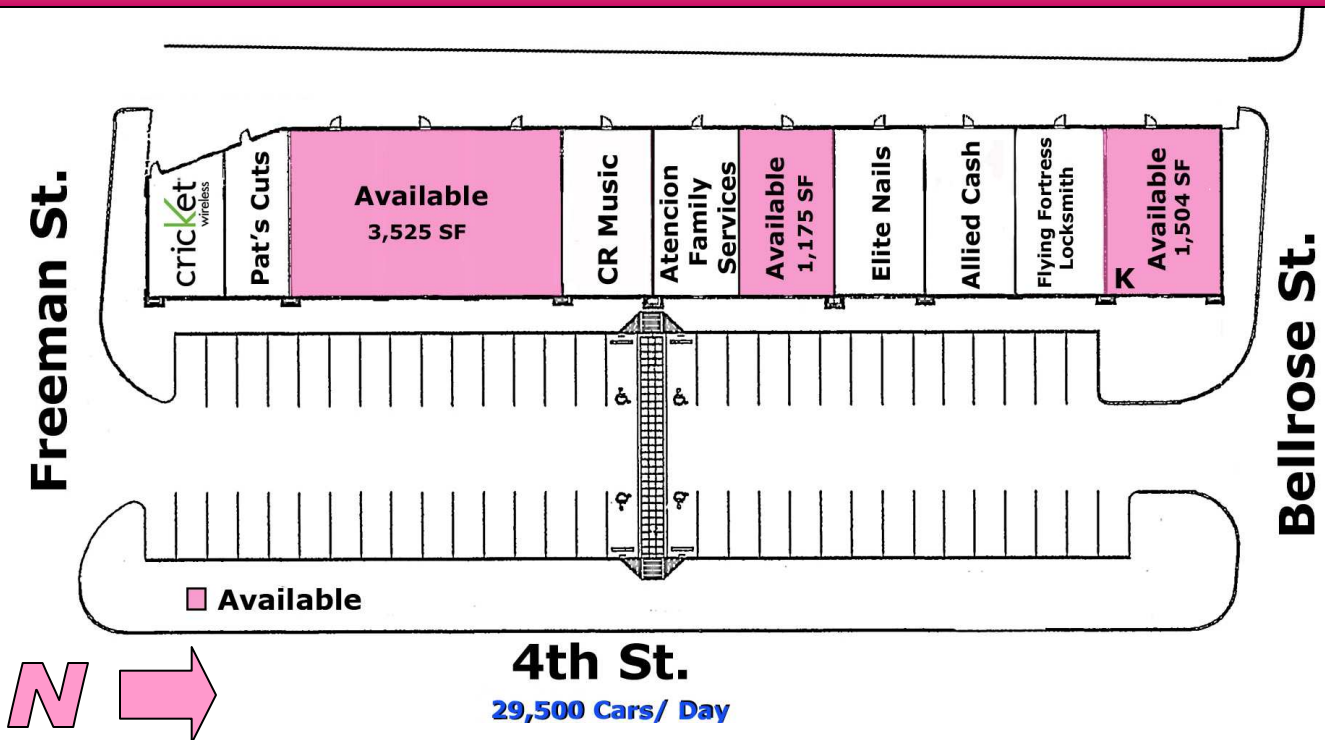 Freeman St.
cricket
wireless
Pat's Cuts
Available
3,525 SF
CR Music
Atencion
Family
Services
Available
1,175 SF
Elite Nails
Allied Cash
Flying Fortress
Locksmith
K
Available
1,504 SF
Bellrose St.
Available
4th St.
29,500 Cars/ Day
N